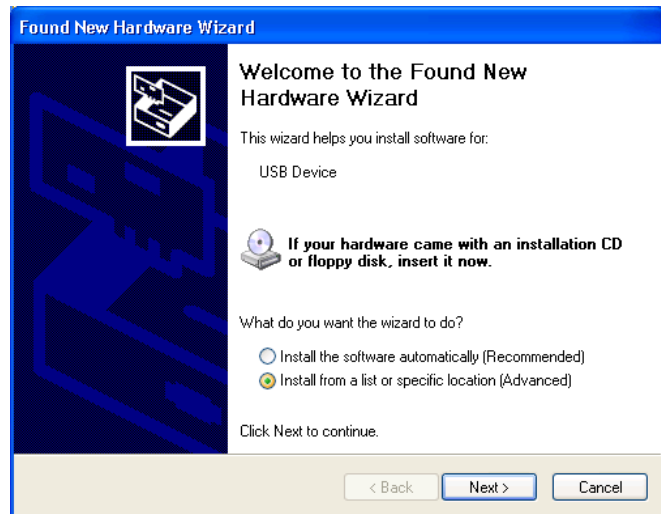 Found New Hardware Wizard
Welcome to the Found New
Hardware Wizard
This wizard helps you install software for:
USB Device
If your hardware came with an installation CD
or floppy disk, insert it now.
What do you want the wizard to do?
Install the software automatically (Recommended)
Install from a list or specific location (Advanced)
Click Next to continue.
< Back
Next >
Cancel